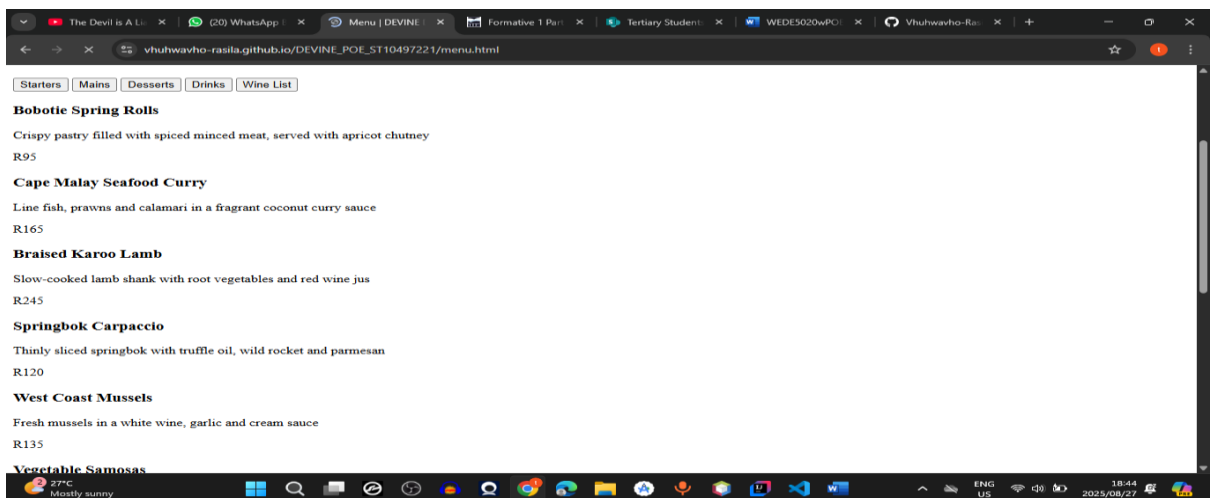 The Devil is A Li
(20) WhatsApp
Menu | DEVINE
Formative 1 Part
Tertiary Student
WEDE5020wPO
Vhuhwavho-Ras
vhuhwavho-rasila.github.io/DEVINE_POE_ST10497221/menu.html
Starters Mains Desserts Drinks Wine List
Bobotie Spring Rolls
Crispy pastry filled with spiced minced meat, served with apricot chutney
R95
Cape Malay Seafood Curry
Line fish, prawns and calamari in a fragrant coconut curry sauce
R165
Braised Karoo Lamb
Slow-cooked lamb shank with root vegetables and red wine jus
R245
Springbok Carpaccio
Thinly sliced springbok with truffle oil, wild rocket and parmesan
R120
West Coast Mussels
Fresh mussels in a white wine, garlic and cream sauce
R135
Vegetable Samosas
2
27°C
Mostly sunny
ENG
US
18:44
2025/08/27